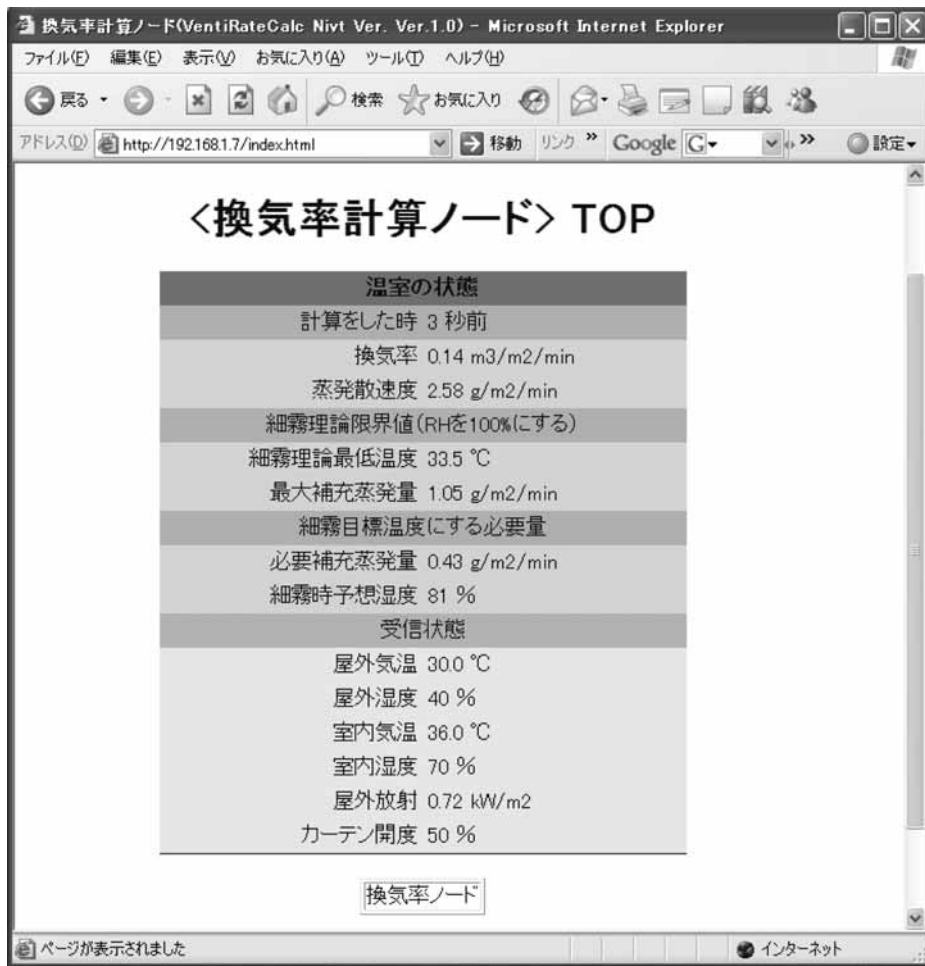 換気率計算ノード(VentiRateCalc Nivt Ver. Ver.1.0) - Microsoft Internet Explorer
ファイル(F) 編集(E) 表示(V) お気に入り(A) ツール(T) ヘルプ(H)
戻る 検索 お気に入り
アドレス(D) http://192.168.1.7/index.html 移動 リンク » Google G 設定
<換気率計算ノード> TOP
温室の状態
計算をした時 3 秒前
換気率 0.14 m3/m2/min
蒸発散速度 2.58 g/m2/min
細霧理論限界値(RHを100%にする)
細霧理論最低温度 33.5 ℃
最大補充蒸発量 1.05 g/m2/min
細霧目標温度にする必要量
必要補充蒸発量 0.43 g/m2/min
細霧時予想湿度 81 %
受信状態
屋外気温 30.0 ℃
屋外湿度 40 %
室内気温 36.0 ℃
室内湿度 70 %
屋外放射 0.72 kW/m2
カーテン開度 50 %
換気率ノード
ページが表示されました インターネット